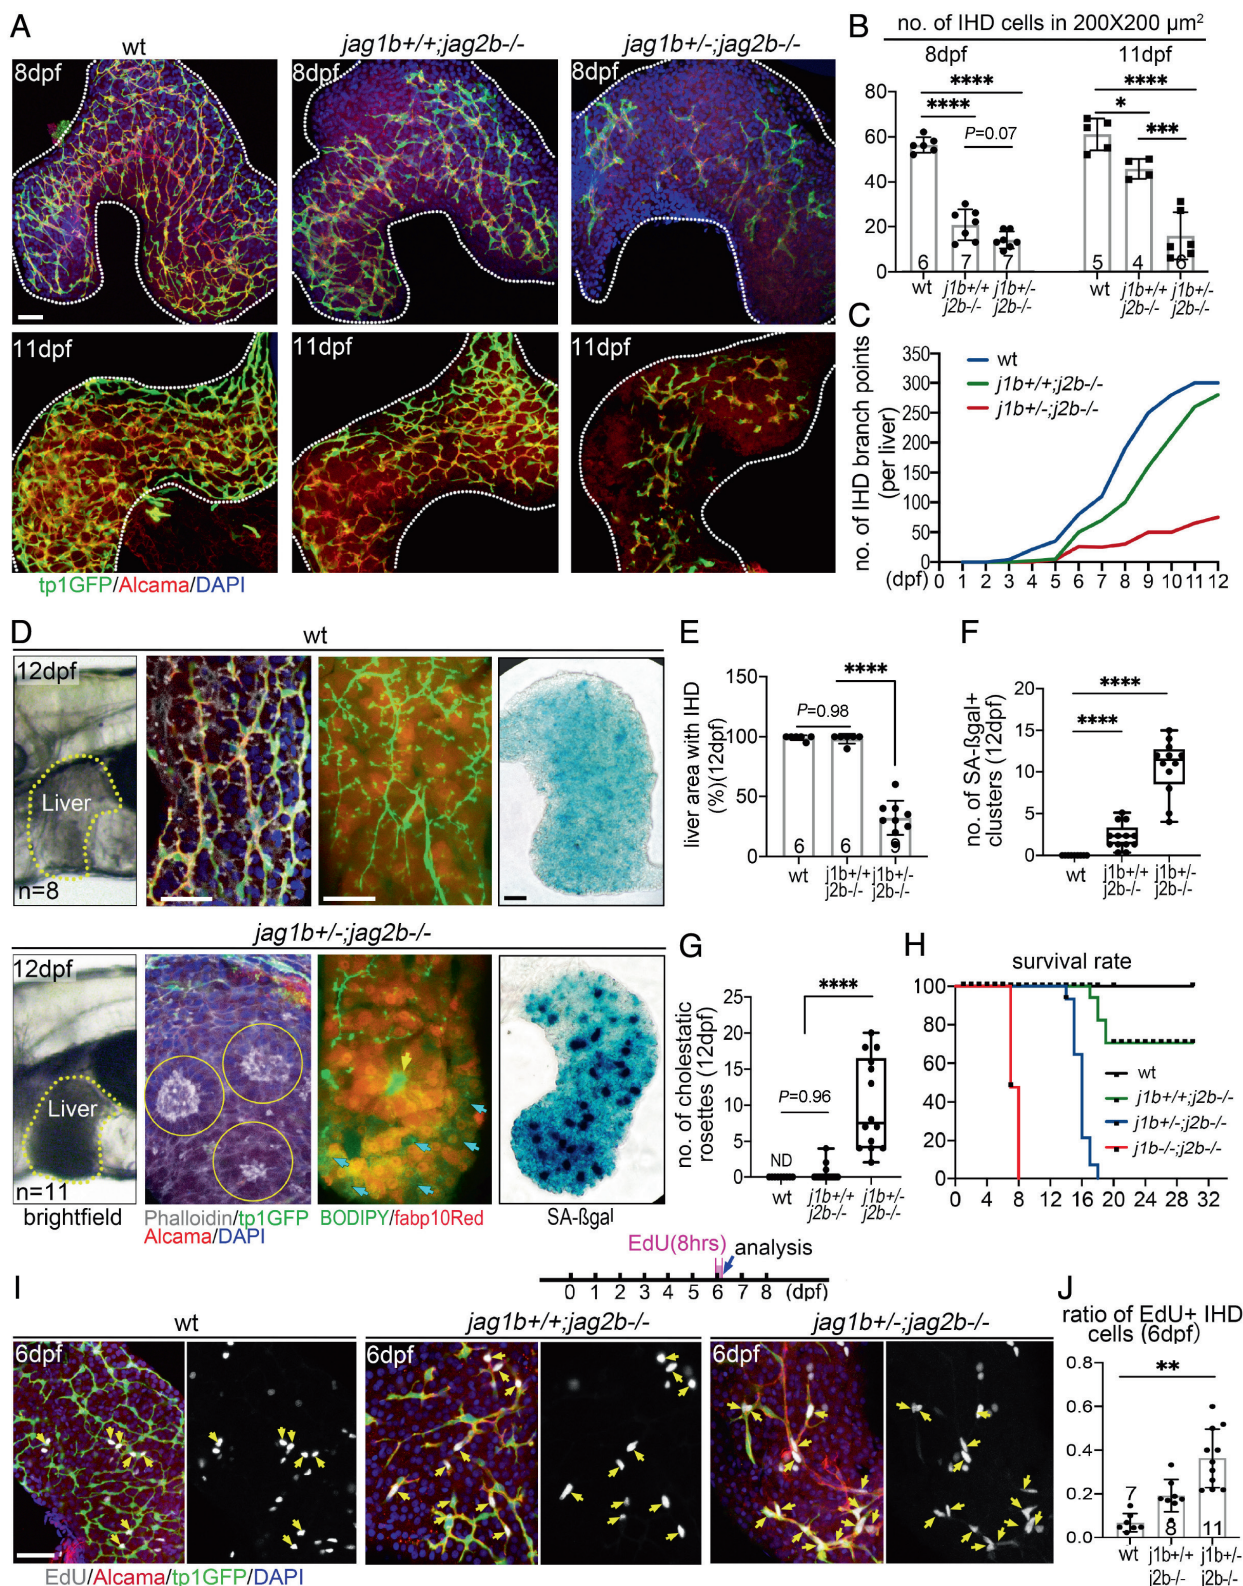 A
wt
jag1b+/+;jag2b-/-
jag1b+/-;jag2b-/-
8dpf
8dpf
8dpf
11dpf
11dpf
11dpf
tp1GFP/Alcama/DAPI
B
no. of IHD cells in 200X200 µm²
8dpf
11dpf
****
****
P=0.07
****
*
***
80
60
40
20
0
6
7
7
5
4
6
wt
j1b+/+
j2b-/-
j1b+/-
j2b-/-
wt
j1b+/+
j2b-/-
j1b+/-
j2b-/-
C
no. of IHD branch points
(per liver)
350
300
250
200
150
100
50
0
wt
j1b+/+;j2b-/-
j1b+/-;j2b-/-
(dpf) 0 1 2 3 4 5 6 7 8 9 10 11 12
D
wt
12dpf
Liver
n=8
jag1b+/-;jag2b-/-
12dpf
Liver
n=11
brightfield
Phalloidin/tp1GFP
Alcama/DAPI
BODIPY/fabp10Red
SA-ßgal
E
liver area with IHD
(%)(12dpf)
150
100
50
0
P=0.98
****
6
6
9
wt
j1b+/+
j2b-/-
j1b+/-
j2b-/-
F
no. of SA-ßgal+
clusters (12dpf)
20
15
10
5
0
****
****
wt
j1b+/+
j2b-/-
j1b+/-
j2b-/-
G
no. of cholestatic
rosettes (12dpf)
25
20
15
10
5
0
****
P=0.96
ND
wt
j1b+/+
j2b-/-
j1b+/-
j2b-/-
H
survival rate
100
80
60
40
20
0
wt
j1b+/+;j2b-/-
j1b+/-;j2b-/-
j1b-/-;j2b-/-
0 4 8 12 16 20 24 28 32
EdU(8hrs)
analysis
0 1 2 3 4 5 6 7 8 (dpf)
I
wt
jag1b+/+;jag2b-/-
jag1b+/-;jag2b-/-
6dpf
6dpf
6dpf
EdU/Alcama/tp1GFP/DAPI
J
ratio of EdU+ IHD
cells (6dpf)
0.8
0.6
0.4
0.2
0.0
**
7
8
11
wt
j1b+/+
j2b-/-
j1b+/-
j2b-/-